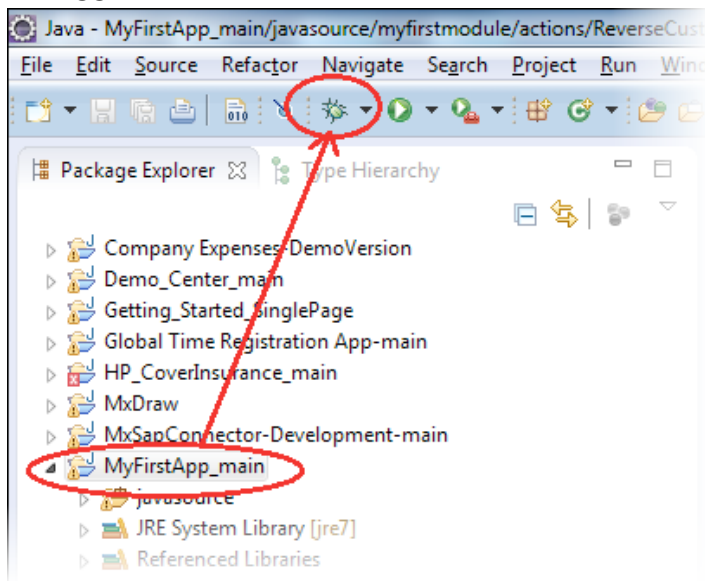 Java - MyFirstApp_main/javasource/myfirstmodule/actions/ReverseCust
File Edit Source Refactor Navigate Search Project Run Wind
010
Package Explorer Type Hierarchy
Company Expenses-DemoVersion
Demo_Center_main
Getting_Started_SinglePage
Global Time Registration App-main
HP_CoverInsurance_main
MxDraw
MxSapConnector-Development-main
MyFirstApp_main
javasource
JRE System Library [jre7]
Referenced Libraries